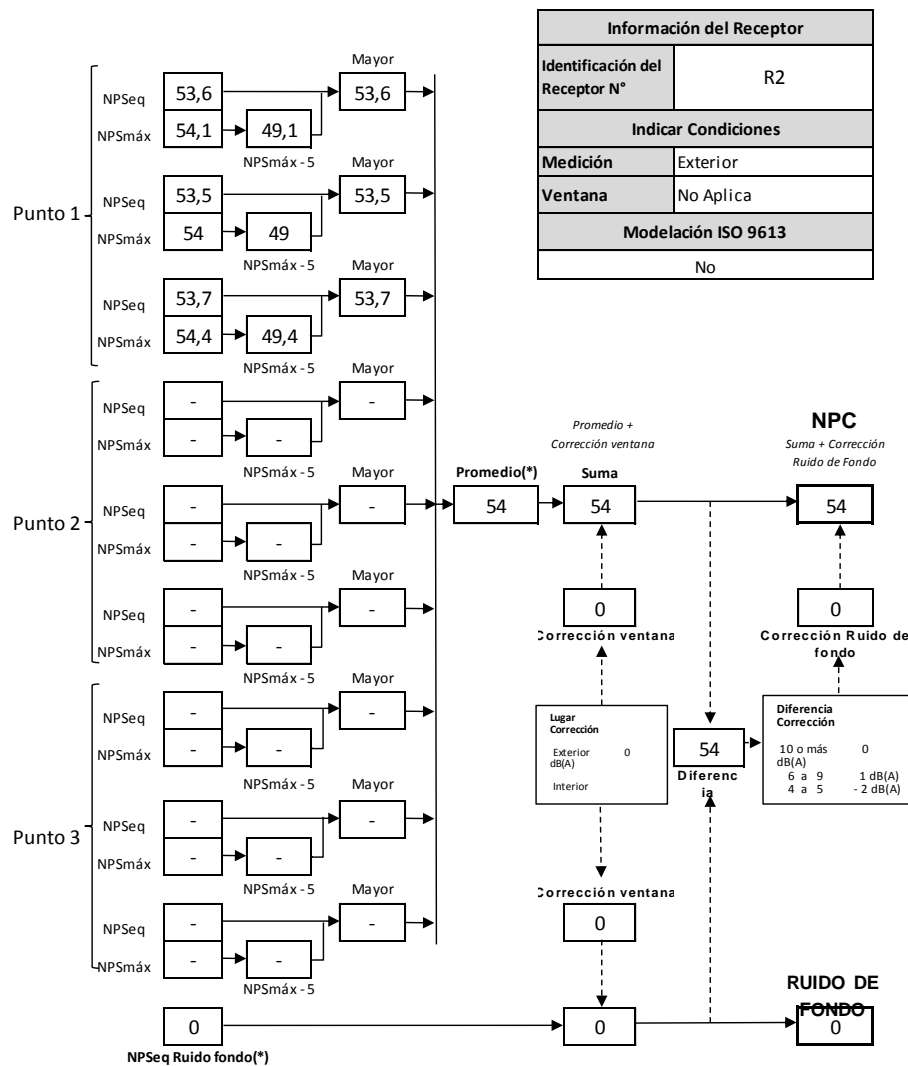 Información del Receptor
Identificación del
Receptor N°
R2
Indicar Condiciones
Medición
Exterior
Ventana
No Aplica
Modelación ISO 9613
No
Punto 1
Mayor
NPSeq
53,6
53,6
NPSmáx
54,1
49,1
NPSmáx - 5
Mayor
NPSeq
53,5
53,5
NPSmáx
54
49
NPSmáx - 5
Mayor
NPSeq
53,7
53,7
NPSmáx
54,4
49,4
NPSmáx - 5
Punto 2
Mayor
NPSeq
-
-
NPSmáx
-
-
NPSmáx - 5
Mayor
NPSeq
-
-
NPSmáx
-
-
NPSmáx - 5
Mayor
NPSeq
-
-
NPSmáx
-
-
NPSmáx - 5
Punto 3
Mayor
NPSeq
-
-
NPSmáx
-
-
NPSmáx - 5
Mayor
NPSeq
-
-
NPSmáx
-
-
NPSmáx - 5
Mayor
NPSeq
-
-
NPSmáx
-
-
NPSmáx - 5
0
NPSeq Ruido fondo(*)
Promedio(*)
54
Promedio +
Corrección ventana
Suma
54
0
Corrección ventana
Lugar
Corrección
Exterior 0
dB(A)
Interior
Corrección ventana
0
0
54
Diferenc
ia
NPC
Suma + Corrección
Ruido de Fondo
54
0
Corrección Ruido de
fondo
Diferencia
Corrección
10 o más 0
dB(A)
6 a 9 1 dB(A)
4 a 5 - 2 dB(A)
RUIDO DE
FONDO
0